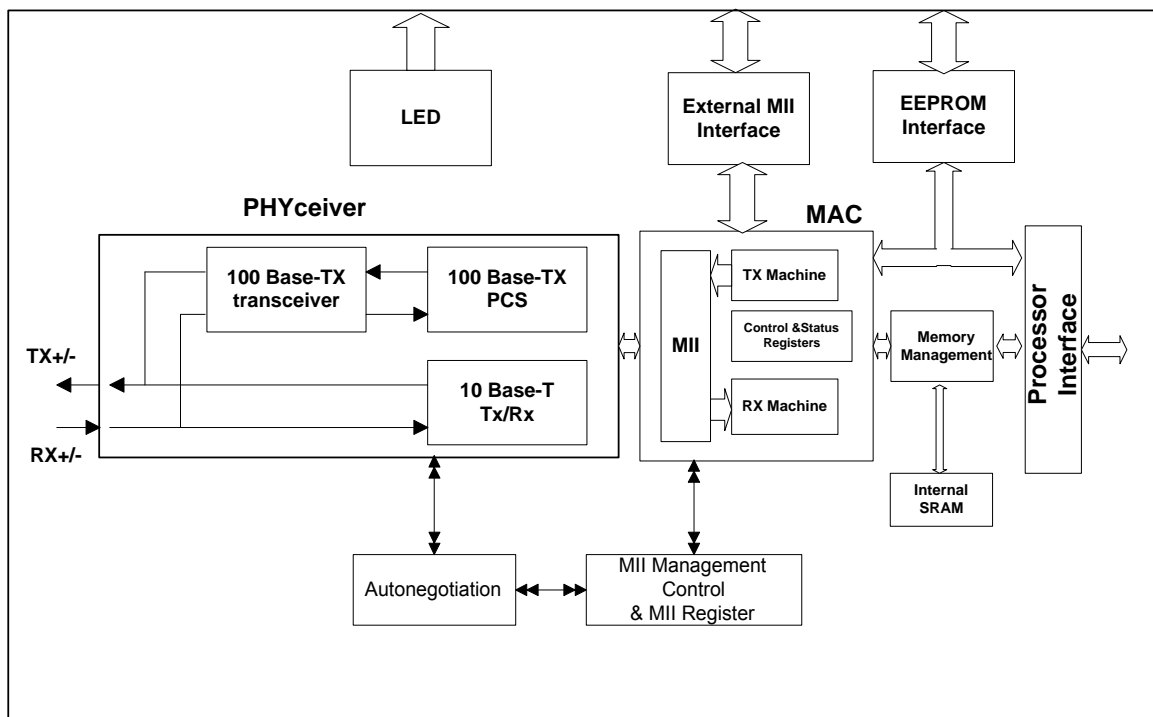 LED
External MII
Interface
EEPROM
Interface
PHYceiver
MAC
100 Base-TX
transceiver
100 Base-TX
PCS
TX Machine
MII
Control &Status
Registers
Memory
Management
Processor
Interface
TX+/-
10 Base-T
Tx/Rx
RX Machine
RX+/-
Internal
SRAM
Autonegotiation
MII Management
Control
& MII Register